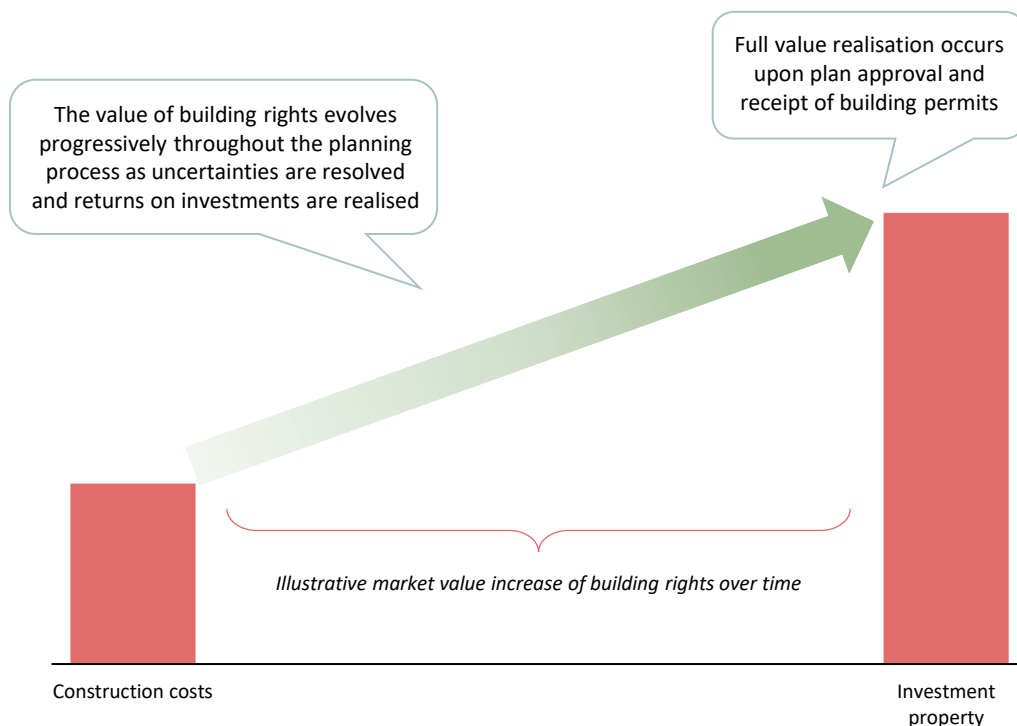 The value of building rights evolves
progressively throughout the planning
process as uncertainties are resolved
and returns on investments are realised
Full value realisation occurs
upon plan approval and
receipt of building permits
Illustrative market value increase of building rights over time
Construction costs
Investment
property